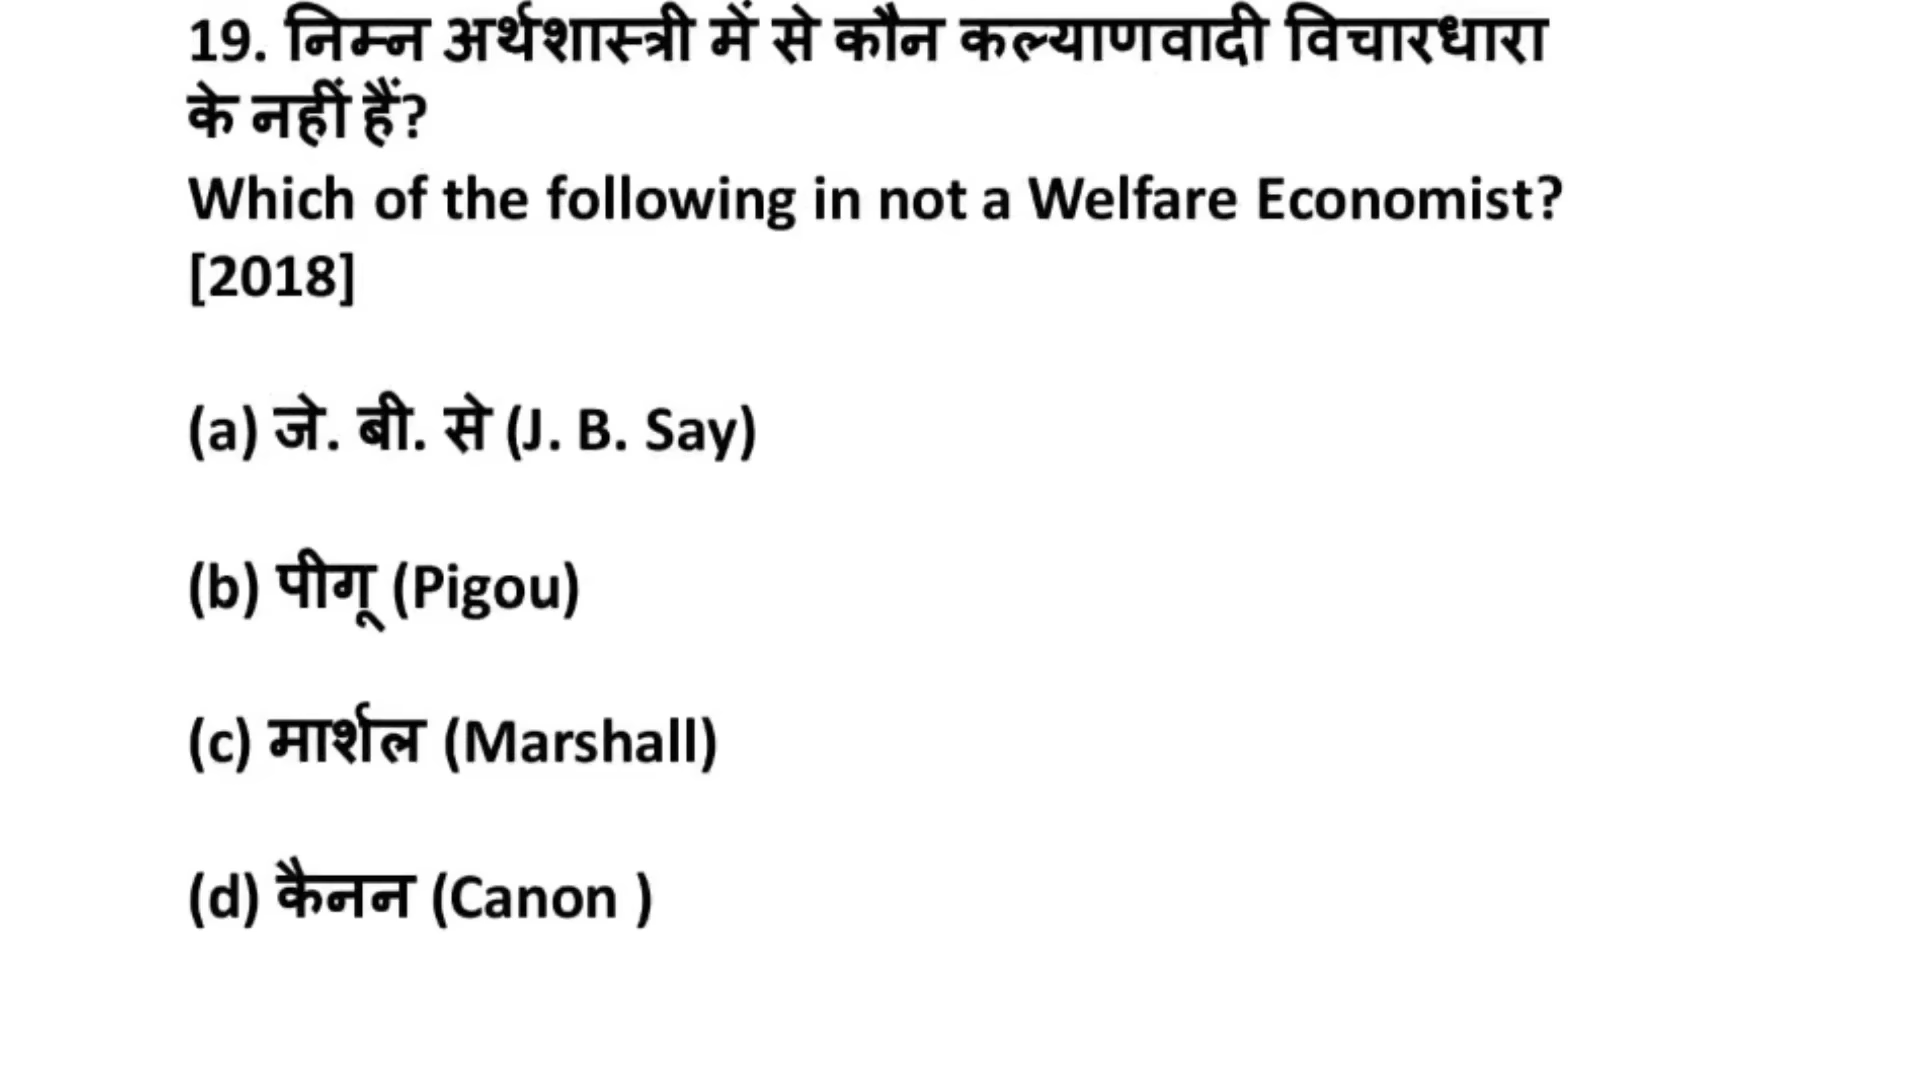 19. निम्न अर्थशास्त्री में से कौन कल्याणवादी विचारधारा
के नहीं हैं?
Which of the following in not a Welfare Economist?
[2018]
(a) जे. बी. से (J. B. Say)
(b) पीगू (Pigou)
(c) मार्शल (Marshall)
(d) कैनन (Canon )